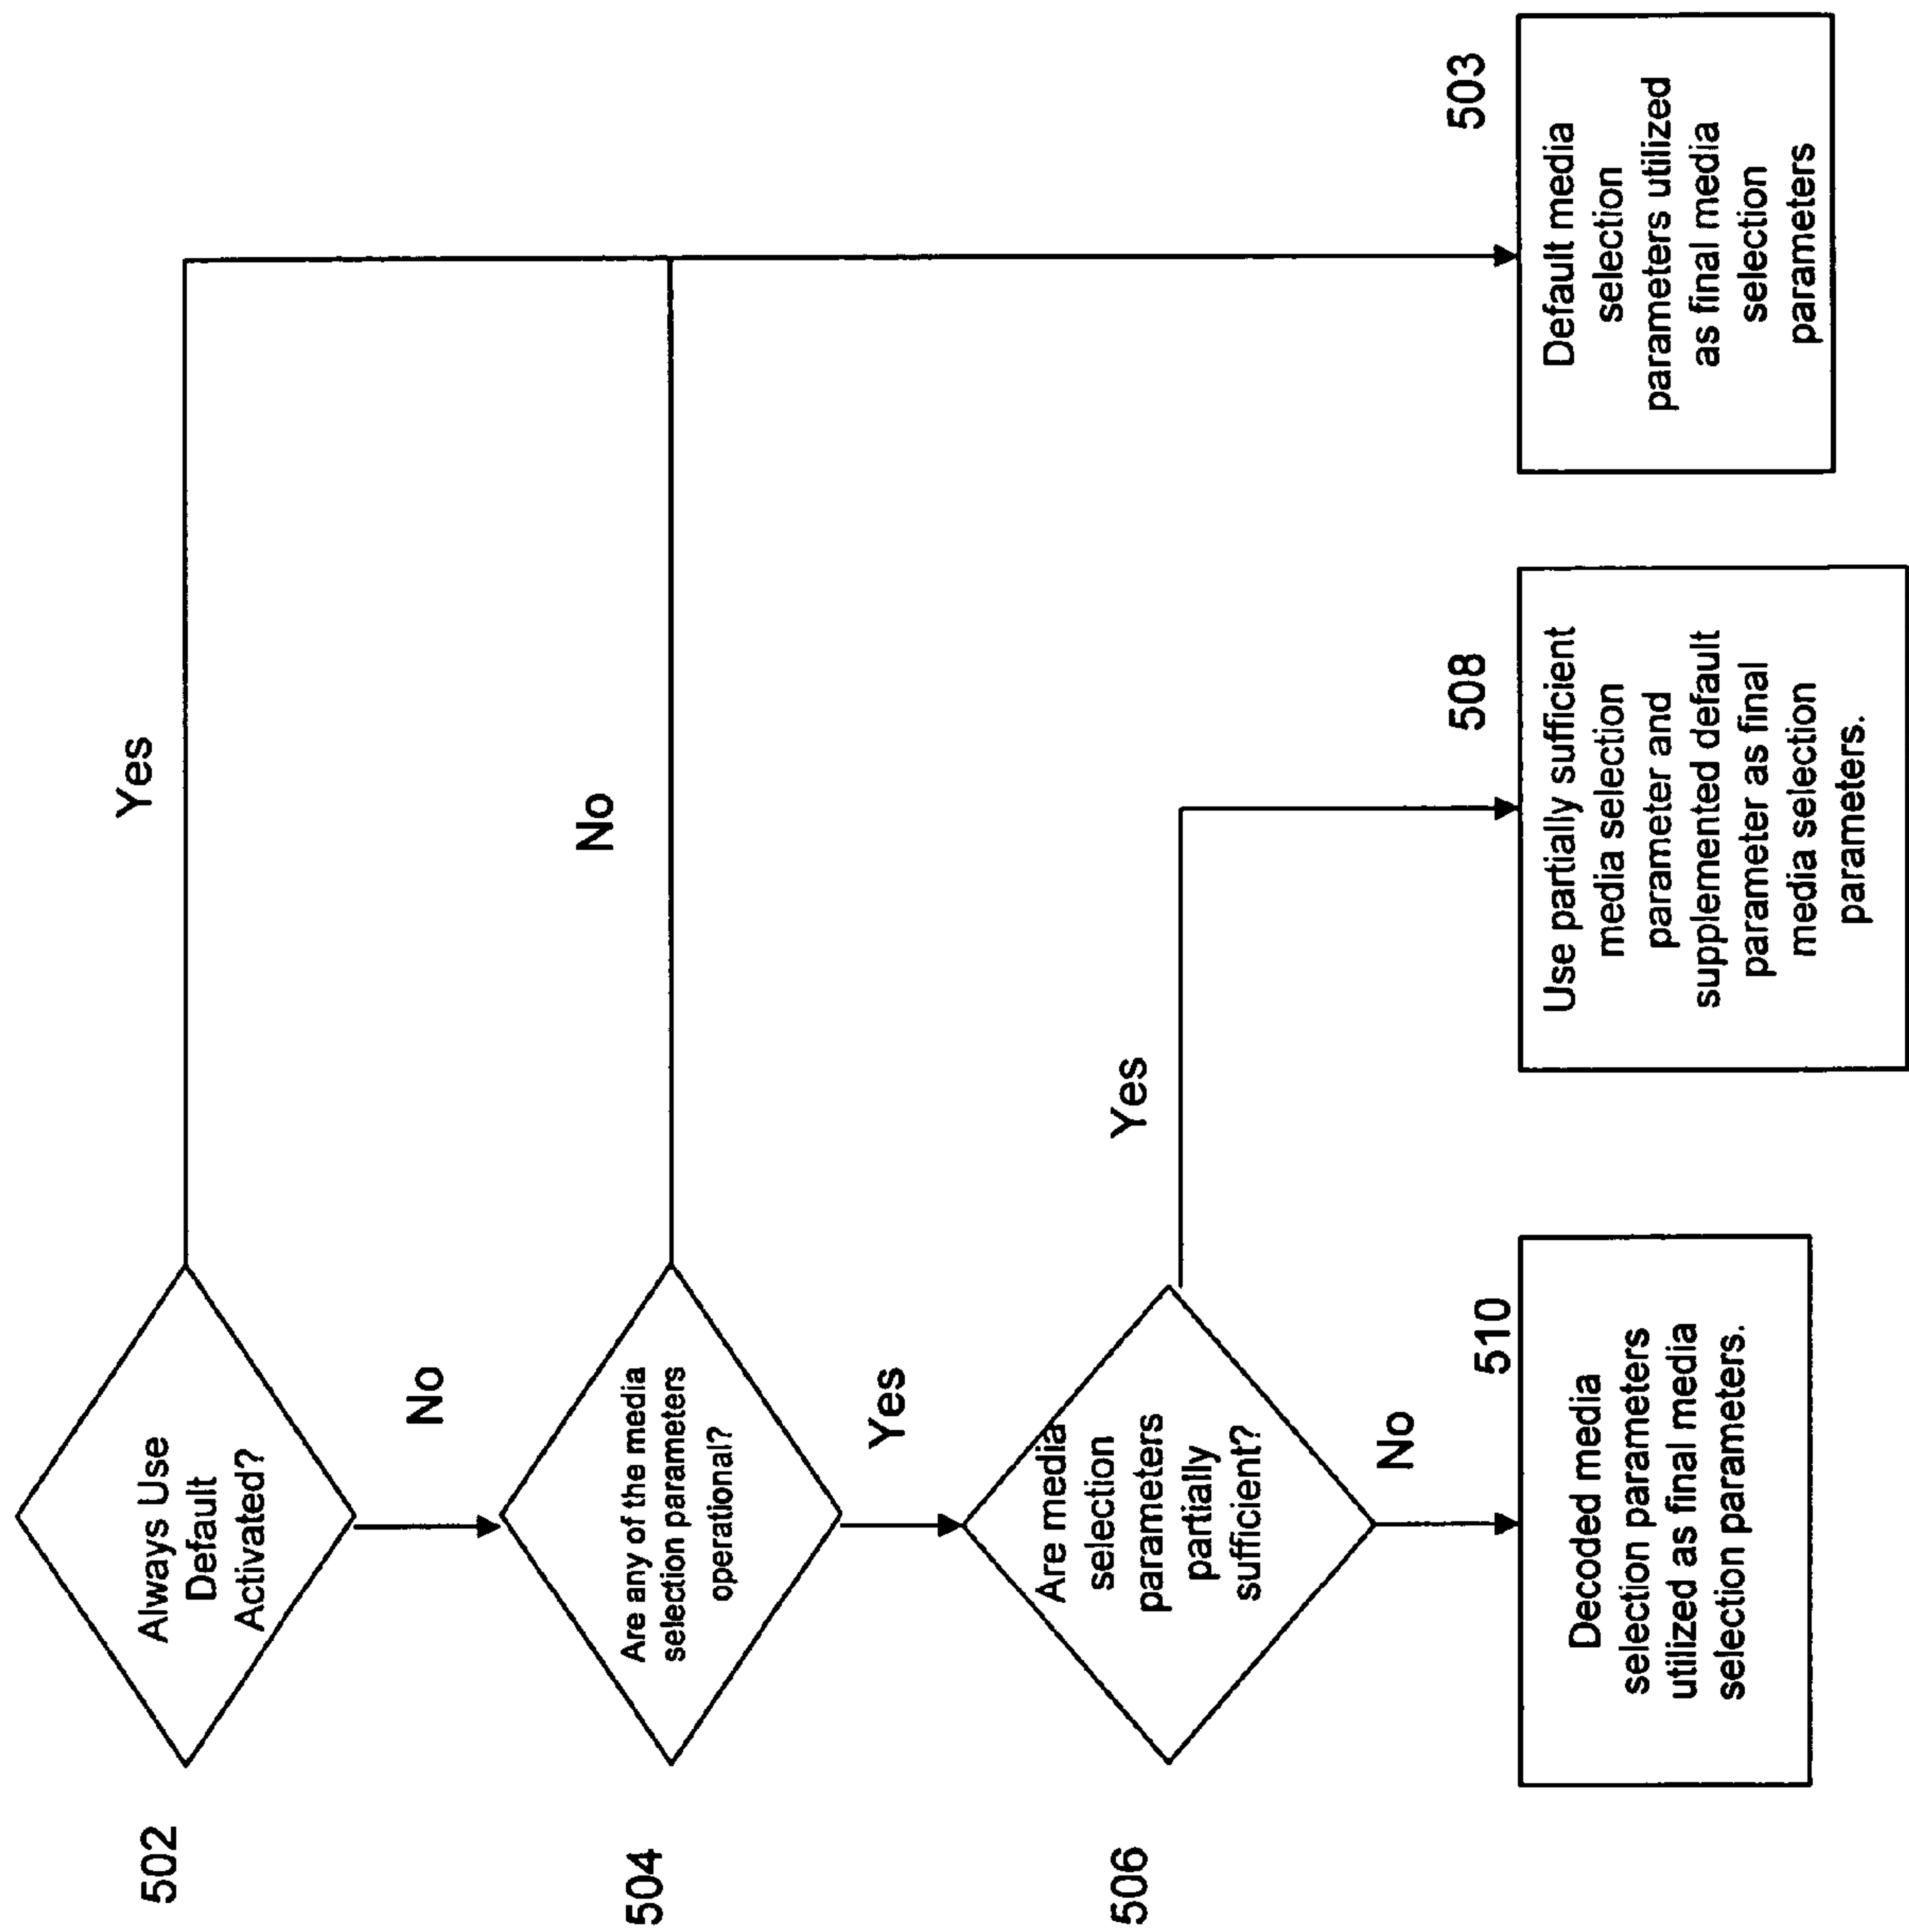 502
Always Use
Default
Activated?
Yes
No
504
Are any of the media
selection parameters
operational?
No
Yes
506
Are media
selection
parameters
partially
sufficient?
Yes
No
510
Decoded media
selection parameters
utilized as final media
selection parameters.
508
Use partially sufficient
media selection
parameter and
supplemented default
parameter as final
media selection
parameters.
503
Default media
selection
parameters utilized
as final media
selection
parameters